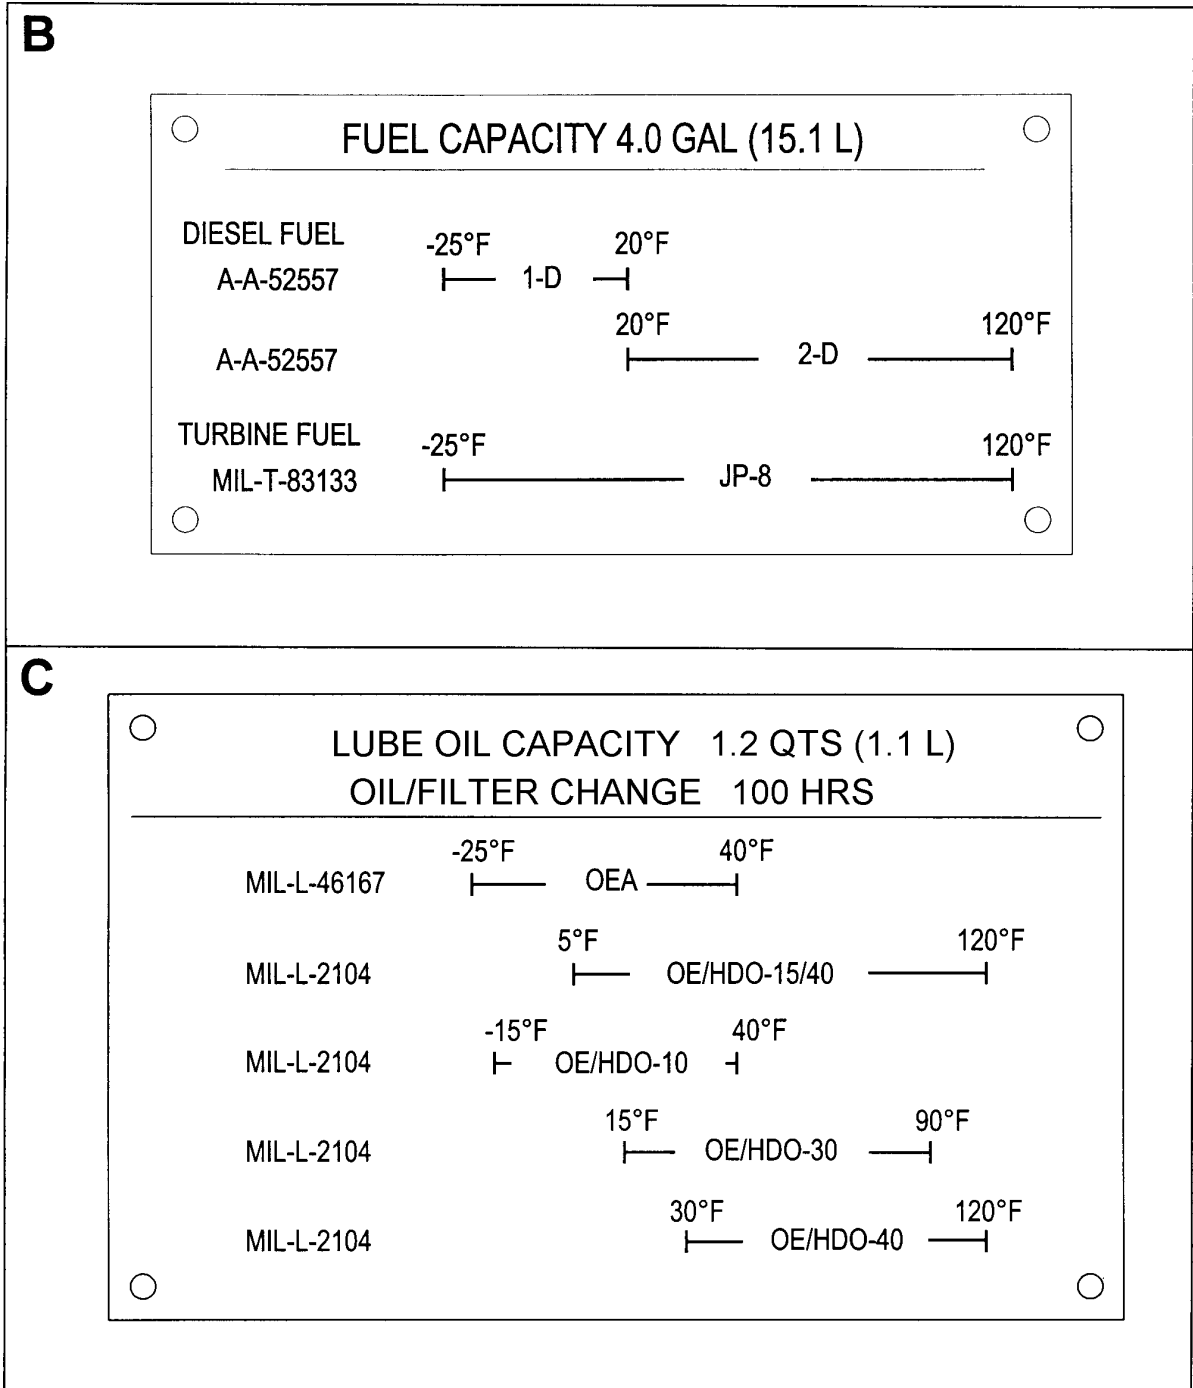 B
FUEL CAPACITY 4.0 GAL (15.1 L)
DIESEL FUEL
-25°F 20°F
A-A-52557 1-D
20°F 120°F
A-A-52557 2-D
TURBINE FUEL
-25°F 120°F
MIL-T-83133 JP-8
C
LUBE OIL CAPACITY 1.2 QTS (1.1 L)
OIL/FILTER CHANGE 100 HRS
-25°F 40°F
MIL-L-46167 OEA
5°F 120°F
MIL-L-2104 OE/HDO-15/40
-15°F 40°F
MIL-L-2104 OE/HDO-10
15°F 90°F
MIL-L-2104 OE/HDO-30
30°F 120°F
MIL-L-2104 OE/HDO-40